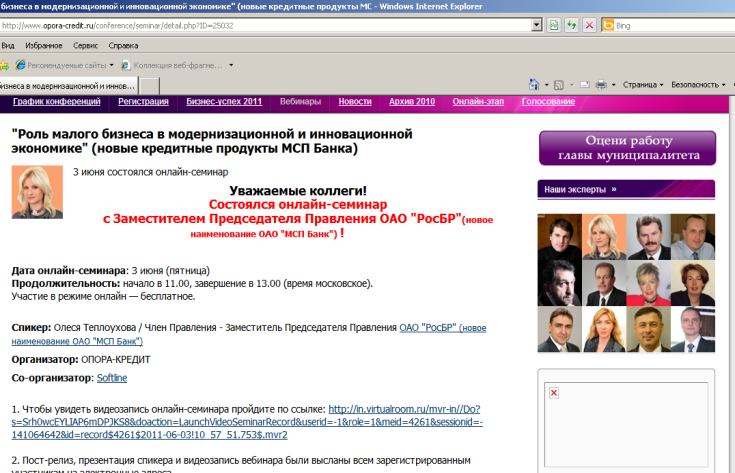 бизнеса в модернизационной и инновационной экономике" (новые кредитные продукты МС - Windows Internet Explorer
http://www.opora-credit.ru/conference/seminar/detail.php?ID=25032
Bing
Вид Избранное Сервис Справка
Рекомендуемые сайты Коллекция веб-фрагме...
бизнеса в модернизационной и иннов...
Страница Безопасность
График конференций Регистрация Бизнес-успех 2011 Вебинары Новости Архив 2010 Онлайн-этап Голосование
"Роль малого бизнеса в модернизационной и инновационной
экономике" (новые кредитные продукты МСП Банка)
3 июня состоялся онлайн-семинар
Уважаемые коллеги!
Состоялся онлайн-семинар
с Заместителем Председателя Правления ОАО "РосБР"(новое
наименование ОАО "МСП Банк") !
Дата онлайн-семинара: 3 июня (пятница)
Продолжительность: начало в 11.00, завершение в 13.00 (время московское).
Участие в режиме онлайн — бесплатное.
Спикер: Олеся Теплоухова / Член Правления - Заместитель Председателя Правления ОАО "РосБР" (новое
наименование ОАО "МСП Банк")
Организатор: ОПОРА-КРЕДИТ
Со-организатор: Softline
1. Чтобы увидеть видеозапись онлайн-семинара пройдите по ссылке: http://in.virtualroom.ru/mvr-in//Do?
s=Srh0wcEYLIAP6mDPJKS8&doaction=LaunchVideoSeminarRecord&userid=-1&role=1&meid=4261&sessionid=-
141064642&id=record$4261$2011-06-03!10_57_51.753$.mvr2
2. Пост-релиз, презентация спикера и видеозапись вебинара были высланы всем зарегистрированным
участникам на электронные адреса
Оцени работу
главы муниципалитета
Наши эксперты »